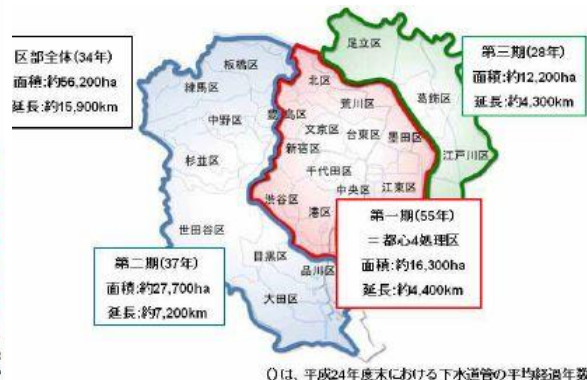 区部全体(34年)
面積:約56,200ha
延長:約15,900km
第三期(28年)
面積:約12,200ha
延長:約4,300km
足立区
板橋区
北区
練馬区
荒川区
葛飾区
中野区
豊島区
文京区
台東区
墨田区
新宿区
杉並区
千代田区
江戸川区
中央区
江東区
渋谷区
港区
世田谷区
第一期(55年)
=都心4処理区
面積:約16,300ha
延長:約4,400km
目黒区
品川区
第二期(37年)
面積:約27,700ha
延長:約7,200km
大田区
()は、平成24年度末における下水道管の平均経過年数